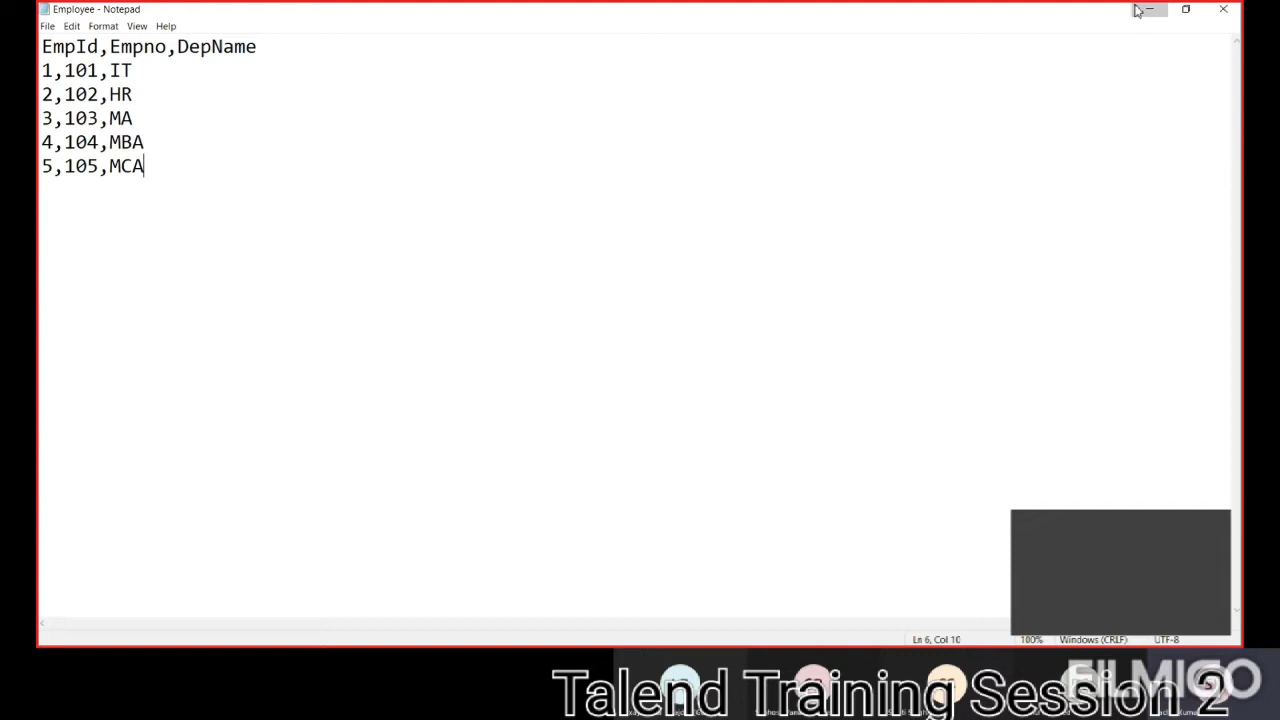 Employee - Notepad
File Edit Format View Help
EmpId,Empno,DepName
1,101,IT
2,102,HR
3,103,MA
4,104,MBA
5,105,MCA
Ln 6, Col 10 100% Windows (CRLF) UTF-8
Talend Training Session 2
FILMIGO